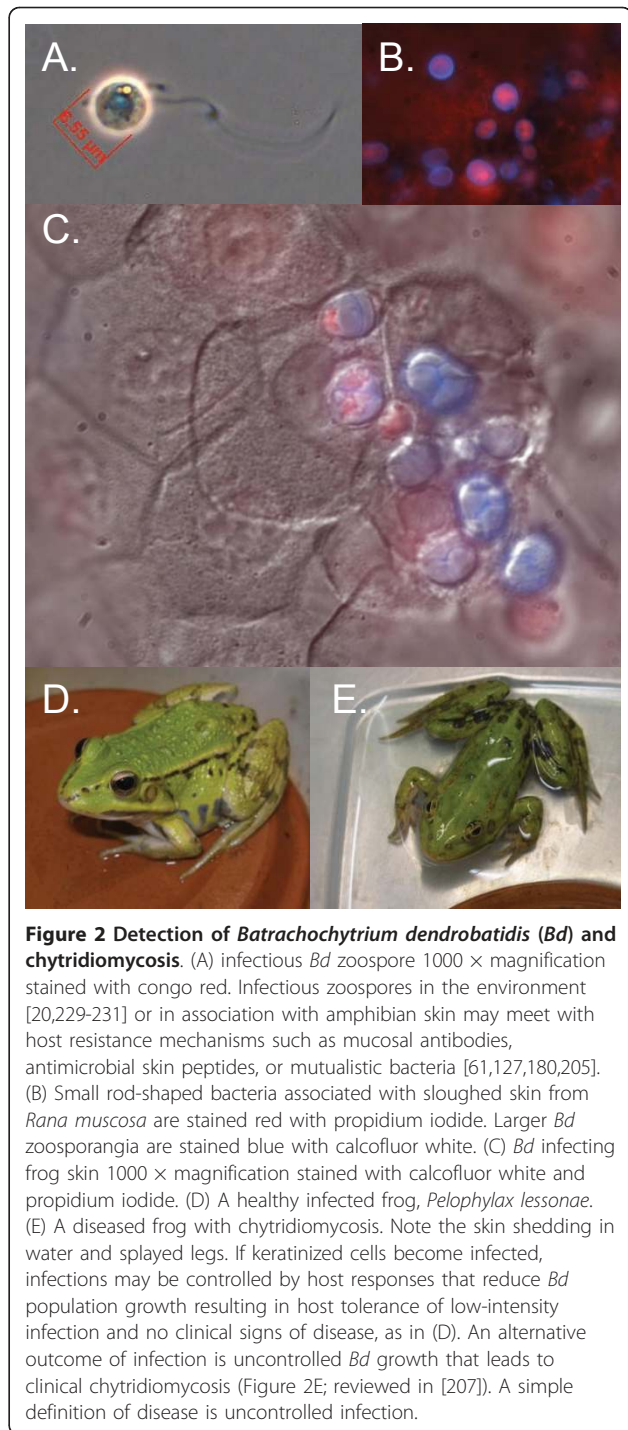 A.
B.
6.55 µm
C.
D.
E.
Figure 2 Detection of Batrachochytrium dendrobatidis (Bd) and
chytridiomycosis. (A) infectious Bd zoospore 1000 × magnification
stained with congo red. Infectious zoospores in the environment
[20,229-231] or in association with amphibian skin may meet with
host resistance mechanisms such as mucosal antibodies,
antimicrobial skin peptides, or mutualistic bacteria [61,127,180,205].
(B) Small rod-shaped bacteria associated with sloughed skin from
Rana muscosa are stained red with propidium iodide. Larger Bd
zoosporangia are stained blue with calcofluor white. (C) Bd infecting
frog skin 1000 × magnification stained with calcofluor white and
propidium iodide. (D) A healthy infected frog, Pelophylax lessonae.
(E) A diseased frog with chytridiomycosis. Note the skin shedding in
water and splayed legs. If keratinized cells become infected,
infections may be controlled by host responses that reduce Bd
population growth resulting in host tolerance of low-intensity
infection and no clinical signs of disease, as in (D). An alternative
outcome of infection is uncontrolled Bd growth that leads to
clinical chytridiomycosis (Figure 2E; reviewed in [207]). A simple
definition of disease is uncontrolled infection.